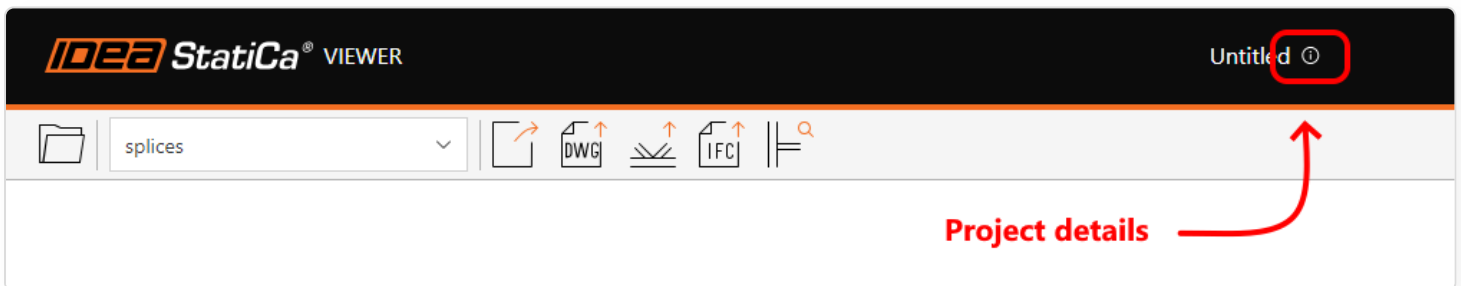 IDEA StatiCa® VIEWER
Untitled
splices
DWG
IFC
Project details